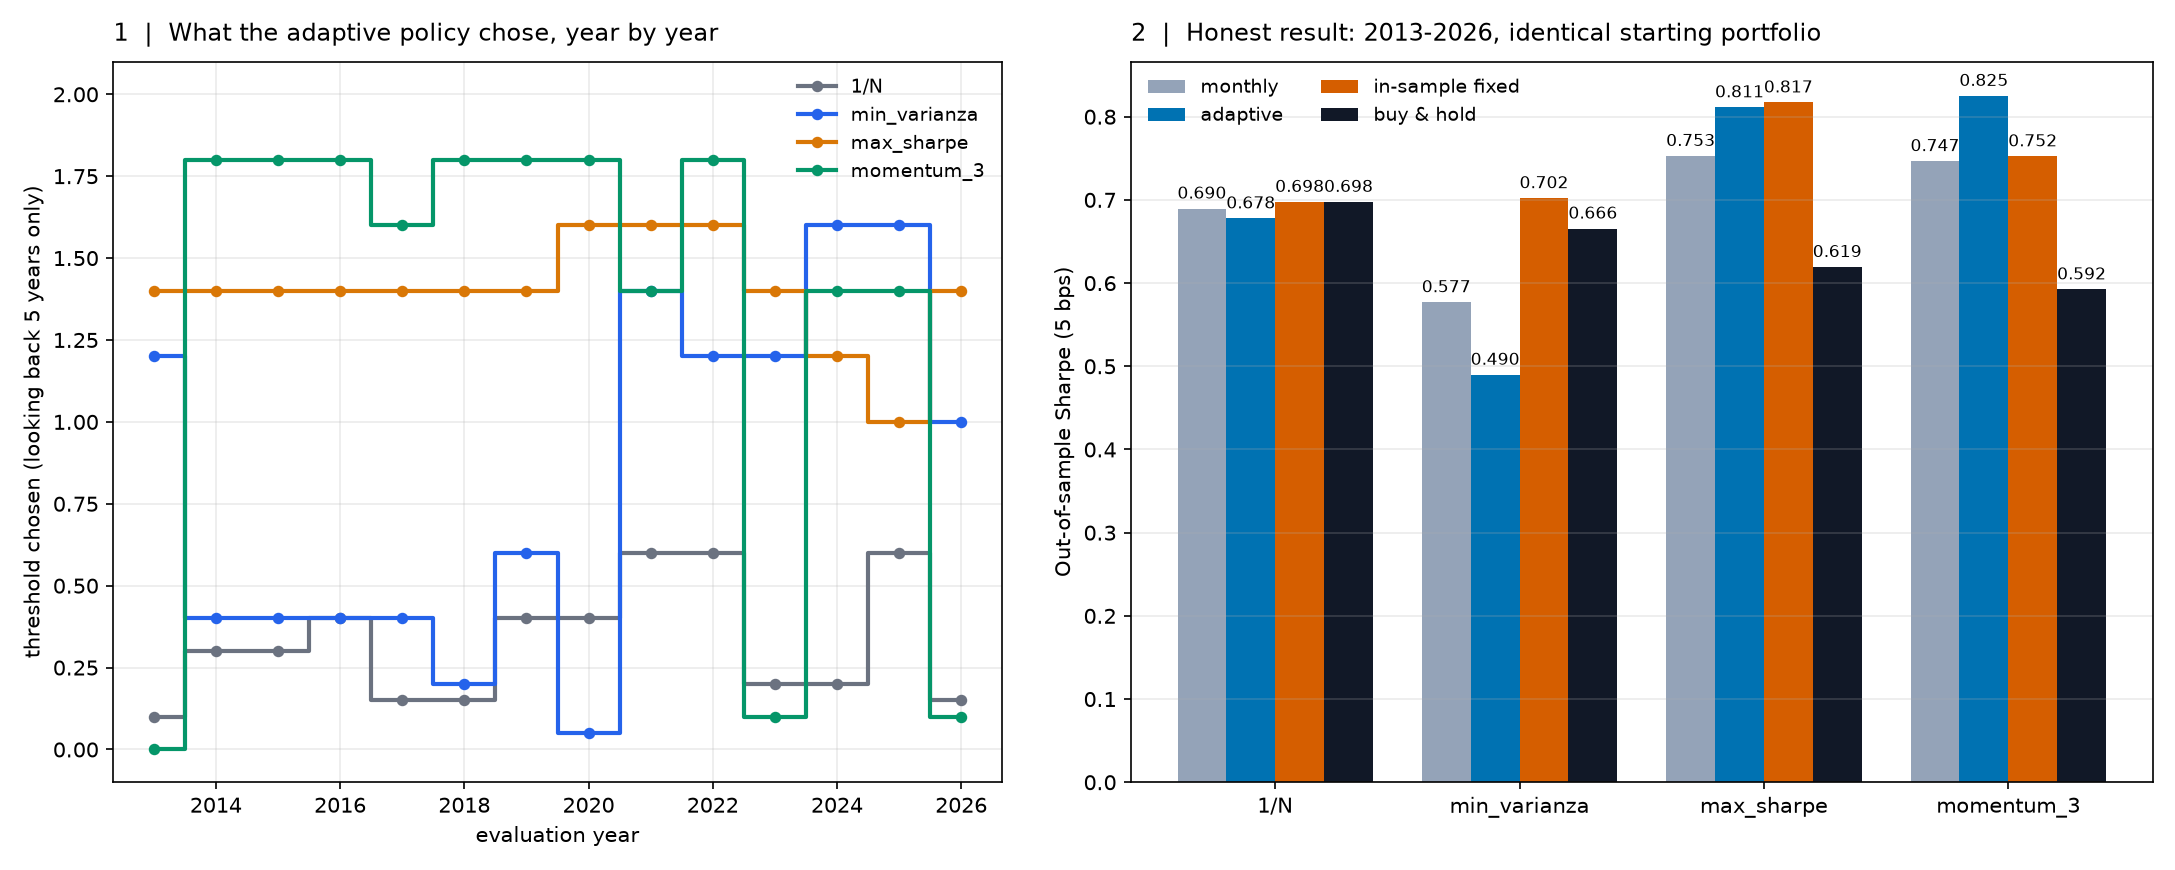 1 | What the adaptive policy chose, year by year
threshold chosen (looking back 5 years only)
2.00
1.75
1.50
1.25
1.00
0.75
0.50
0.25
0.00
1/N
min_varianza
max_sharpe
momentum_3
2014 2016 2018 2020 2022 2024 2026
evaluation year
2 | Honest result: 2013-2026, identical starting portfolio
Out-of-sample Sharpe (5 bps)
0.8
0.7
0.6
0.5
0.4
0.3
0.2
0.1
0.0
monthly in-sample fixed
adaptive buy & hold
0.690 0.678 0.698 0.698
0.577 0.490 0.702 0.666
0.753 0.811 0.817 0.619
0.747 0.825 0.752 0.592
1/N min_varianza max_sharpe momentum_3